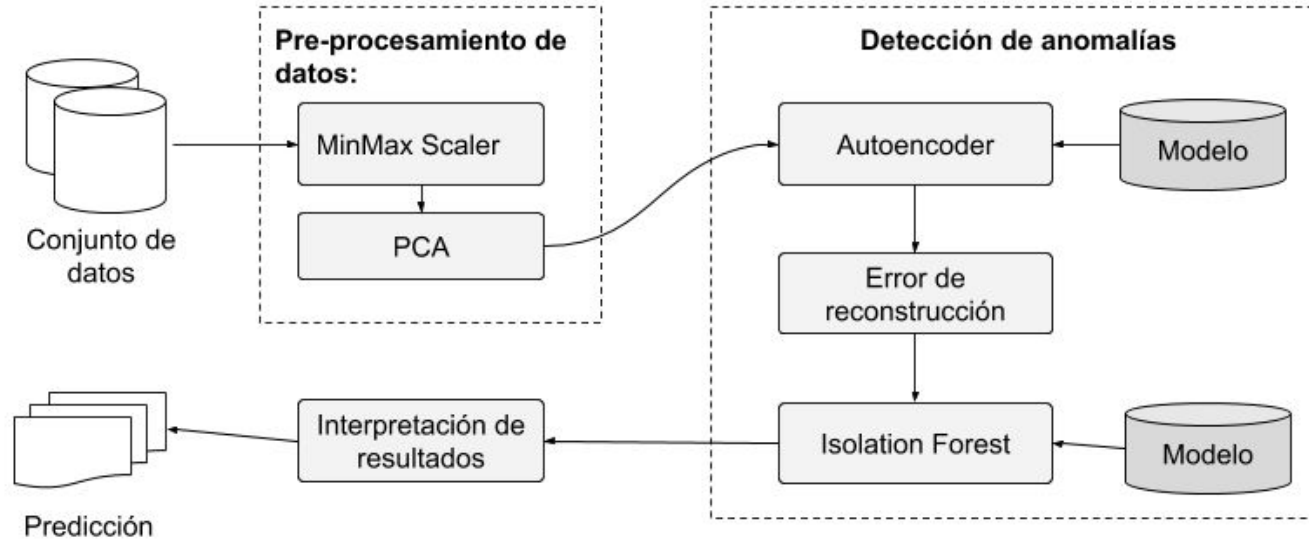 Pre-procesamiento de
datos:
Detección de anomalías
MinMax Scaler
Autoencoder
Modelo
PCA
Conjunto de
datos
Error de
reconstrucción
Interpretación de
resultados
Isolation Forest
Modelo
Predicción